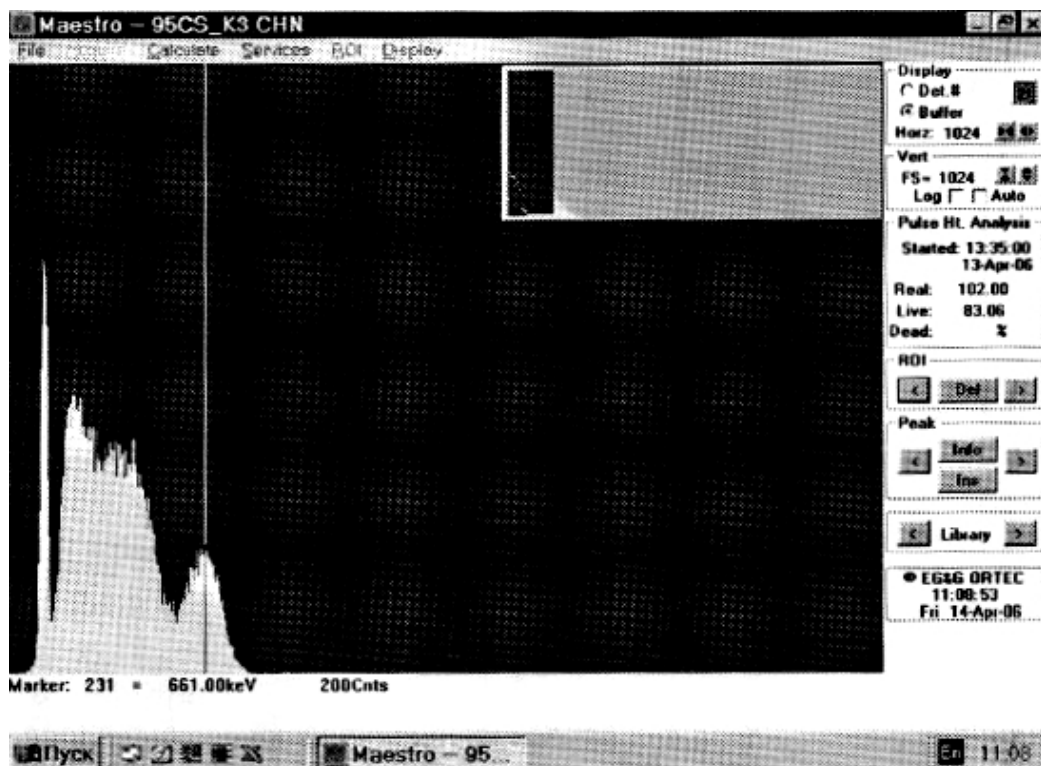 Maestro – 95CS_K3 CHN
File Acquire Calculate Services ROI Display
Display
Det.#
Buffer
Horz: 1024
Vert
FS= 1024
Log Auto
Pulse Ht. Analysis
Started: 13:35:00
13-Apr-06
Real: 102.00
Live: 83.06
Dead: %
ROI
< Del >
Peak
< Info >
Ins
< Library >
EG&G ORTEC
11:08:53
Fri 14-Apr-06
Marker: 231 = 661.00keV 200Cnts
Пуск Maestro – 95... En 11:08